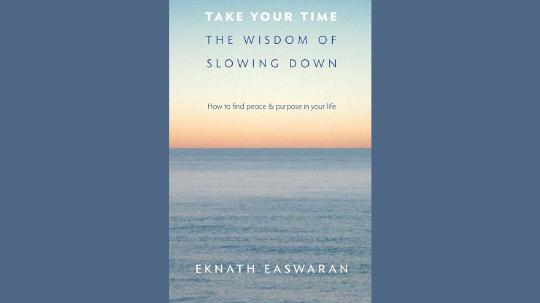 TAKE YOUR TIME
THE WISDOM OF
SLOWING DOWN
How to find peace & purpose in your life
EKNATH EASWARAN